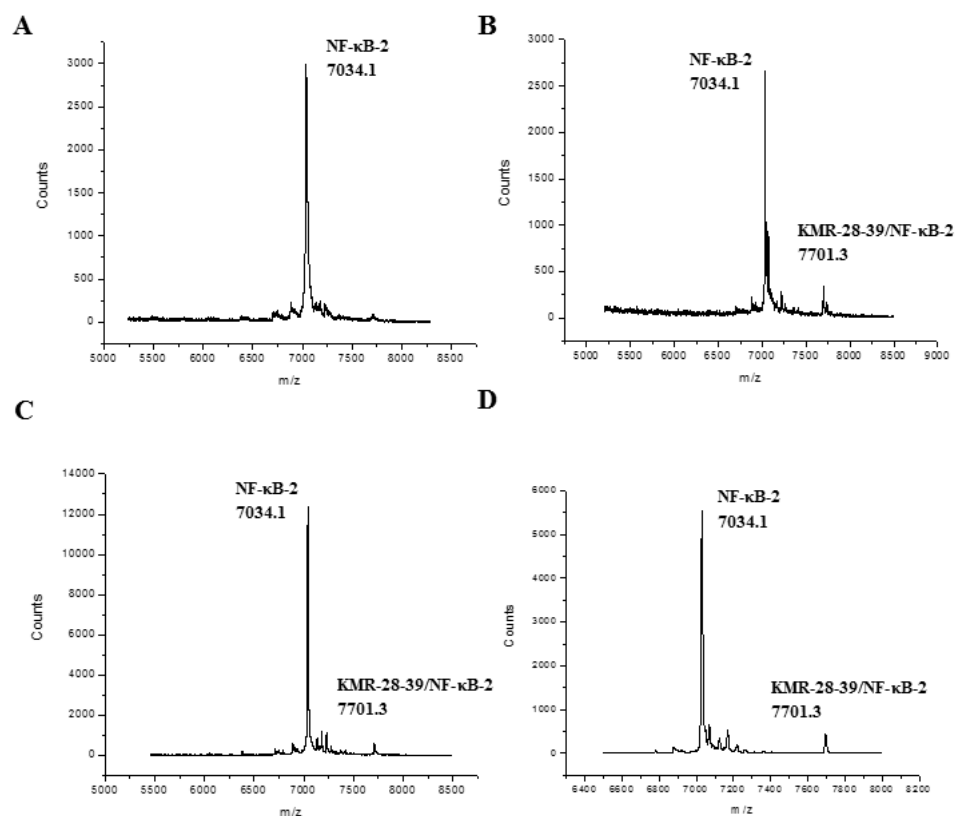 A
NF-κB-2
7034.1
3000
2500
2000
1500
1000
500
0
Counts
5000 5500 6000 6500 7000 7500 8000 8500
m/z
B
NF-κB-2
7034.1
KMR-28-39/NF-κB-2
7701.3
3000
2500
2000
1500
1000
500
0
Counts
5000 5500 6000 6500 7000 7500 8000 8500 9000
m/z
C
NF-κB-2
7034.1
KMR-28-39/NF-κB-2
7701.3
14000
12000
10000
8000
6000
4000
2000
0
Counts
5000 5500 6000 6500 7000 7500 8000 8500
m/z
D
NF-κB-2
7034.1
KMR-28-39/NF-κB-2
7701.3
6000
5000
4000
3000
2000
1000
0
Counts
6400 6600 6800 7000 7200 7400 7600 7800 8000 8200
m/z